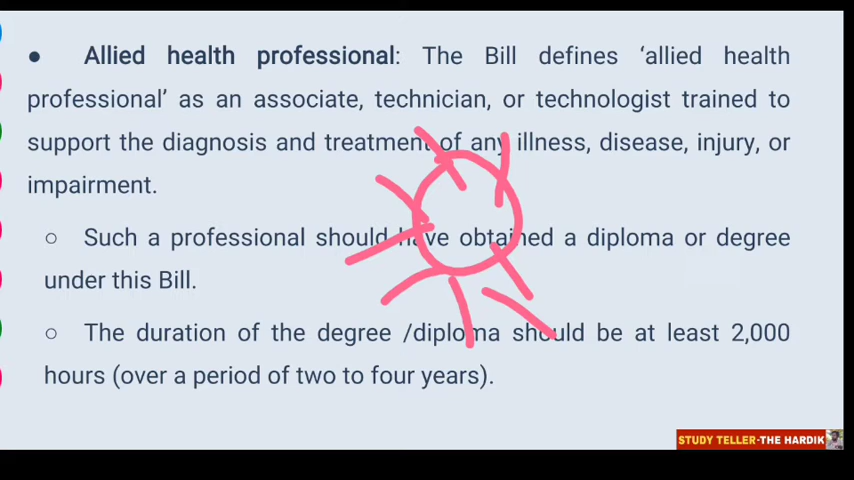 ● Allied health professional: The Bill defines ‘allied health
professional’ as an associate, technician, or technologist trained to
support the diagnosis and treatment of any illness, disease, injury, or
impairment.
○ Such a professional should have obtained a diploma or degree
under this Bill.
○ The duration of the degree /diploma should be at least 2,000
hours (over a period of two to four years).
STUDY TELLER-THE HARDIK